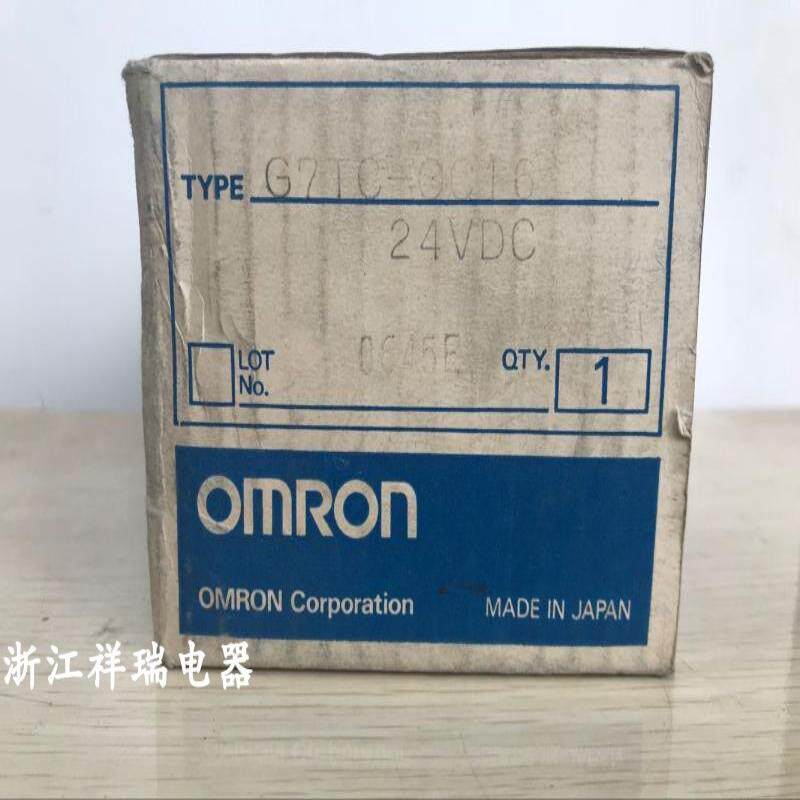 TYPE G7TC-OC16
24VDC
LOT No. 0645E QTY. 1
OMRON
OMRON Corporation MADE IN JAPAN
浙江祥瑞电器